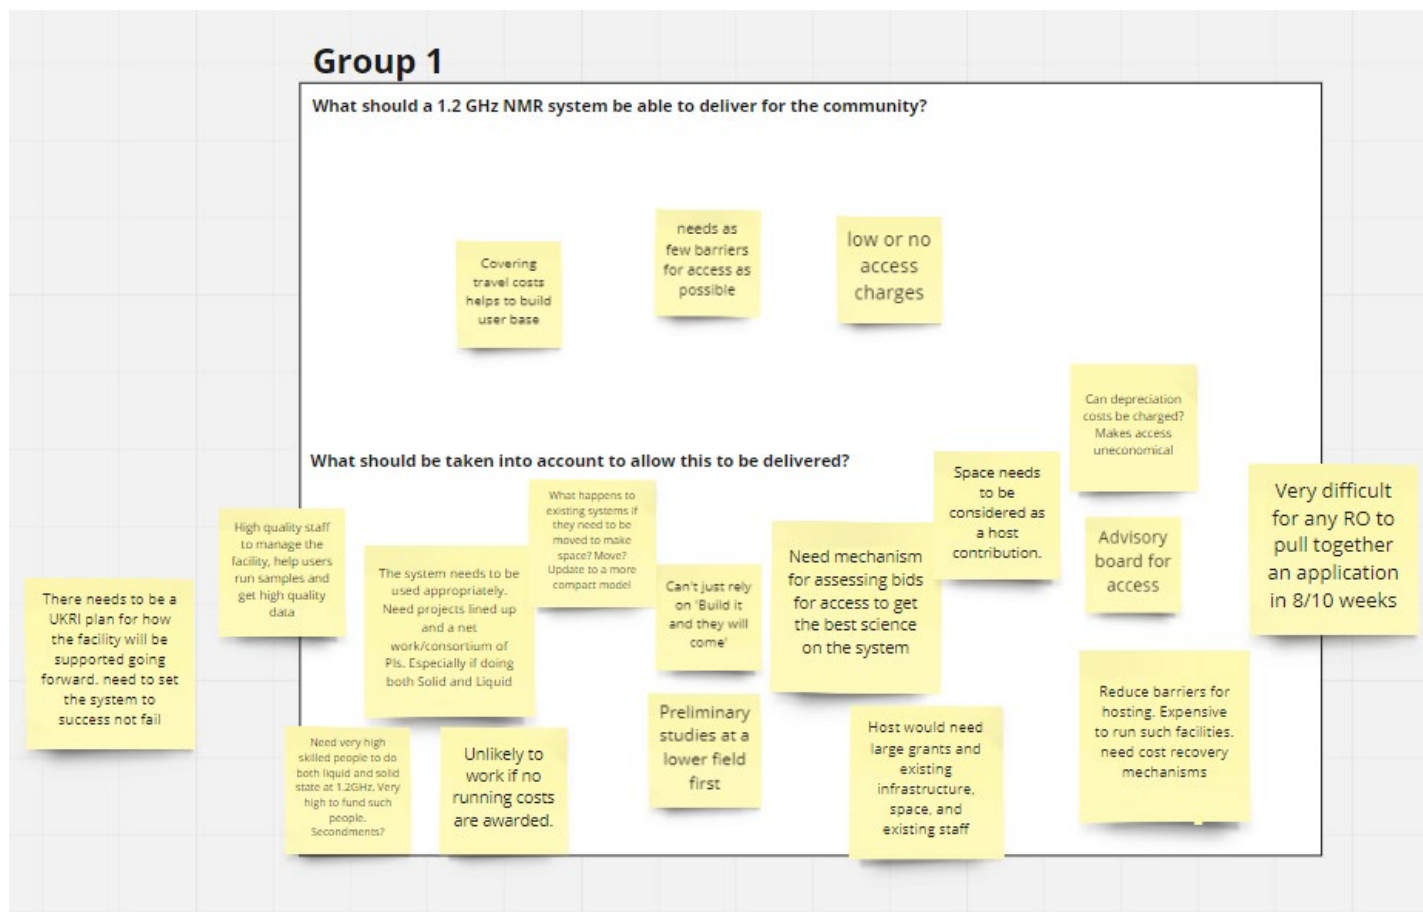 Group 1
What should a 1.2 GHz NMR system be able to deliver for the community?
Covering
travel costs
helps to build
user base
needs as
few barriers
for access as
possible
low or no
access
charges
What should be taken into account to allow this to be delivered?
There needs to be a
UKRI plan for how
the facility will be
supported going
forward. need to set
the system to
success not fail
High quality staff
to manage the
facility, help users
run samples and
get high quality
data
Need very high
skilled people to do
both liquid and solid
state at 1.2GHz. Very
high to fund such
people.
Secondments?
The system needs to be
used appropriately.
Need projects lined up
and a net
work/consortium of
PIs. Especially if doing
both Solid and Liquid
Unlikely to
work if no
running costs
are awarded.
What happens to
existing systems if
they need to be
moved to make
space? Move?
Update to a more
compact model
Can't just rely
on 'Build it
and they will
come'
Preliminary
studies at a
lower field
first
Need mechanism
for assessing bids
for access to get
the best science
on the system
Host would need
large grants and
existing
infrastructure,
space, and
existing staff
Space needs
to be
considered as
a host
contribution.
Can depreciation
costs be charged?
Makes access
uneconomical
Advisory
board for
access
Reduce barriers for
hosting. Expensive
to run such facilities.
need cost recovery
mechanisms
Very difficult
for any RO to
pull together
an application
in 8/10 weeks